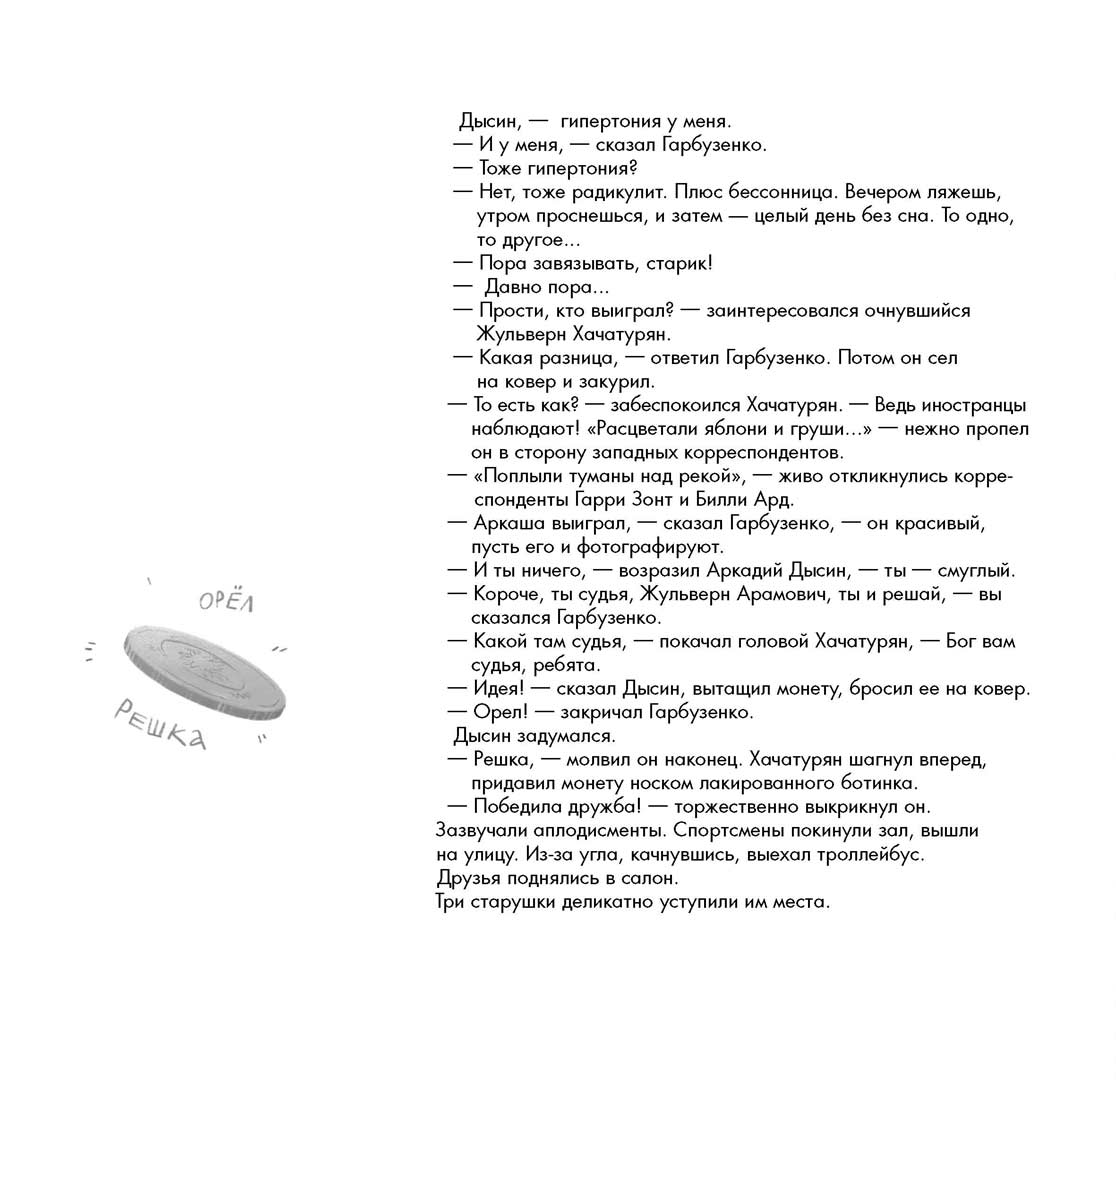 Дысин, — гипертония у меня.
— И у меня, — сказал Гарбузенко.
— Тоже гипертония?
— Нет, тоже радикулит. Плюс бессонница. Вечером ляжешь,
утром проснешься, и затем — целый день без сна. То одно,
то другое...
— Пора завязывать, старик!
— Давно пора...
— Прости, кто выиграл? — заинтересовался очнувшийся
Жульверн Хачатурян.
— Какая разница, — ответил Гарбузенко. Потом он сел
на ковер и закурил.
— То есть как? — забеспокоился Хачатурян. — Ведь иностранцы
наблюдают! «Расцветали яблони и груши...» — нежно пропел
он в сторону западных корреспондентов.
— «Поплыли туманы над рекой», — живо откликнулись корре-
спонденты Гарри Зонт и Билли Ард.
— Аркаша выиграл, — сказал Гарбузенко, — он красивый,
пусть его и фотографируют.
— И ты ничего, — возразил Аркадий Дысин, — ты — смуглый.
— Короче, ты судья, Жульверн Арамович, ты и решай, — вы
сказался Гарбузенко.
— Какой там судья, — покачал головой Хачатурян, — Бог вам
судья, ребята.
— Идея! — сказал Дысин, вытащил монету, бросил ее на ковер.
— Орел! — закричал Гарбузенко.
Дысин задумался.
— Решка, — молвил он наконец. Хачатурян шагнул вперед,
придавил монету носком лакированного ботинка.
— Победила дружба! — торжественно выкрикнул он.
Зазвучали аплодисменты. Спортсмены покинули зал, вышли
на улицу. Из-за угла, качнувшись, выехал троллейбус.
Друзья поднялись в салон.
Три старушки деликатно уступили им места.
ОРЁЛ
РЕШКА